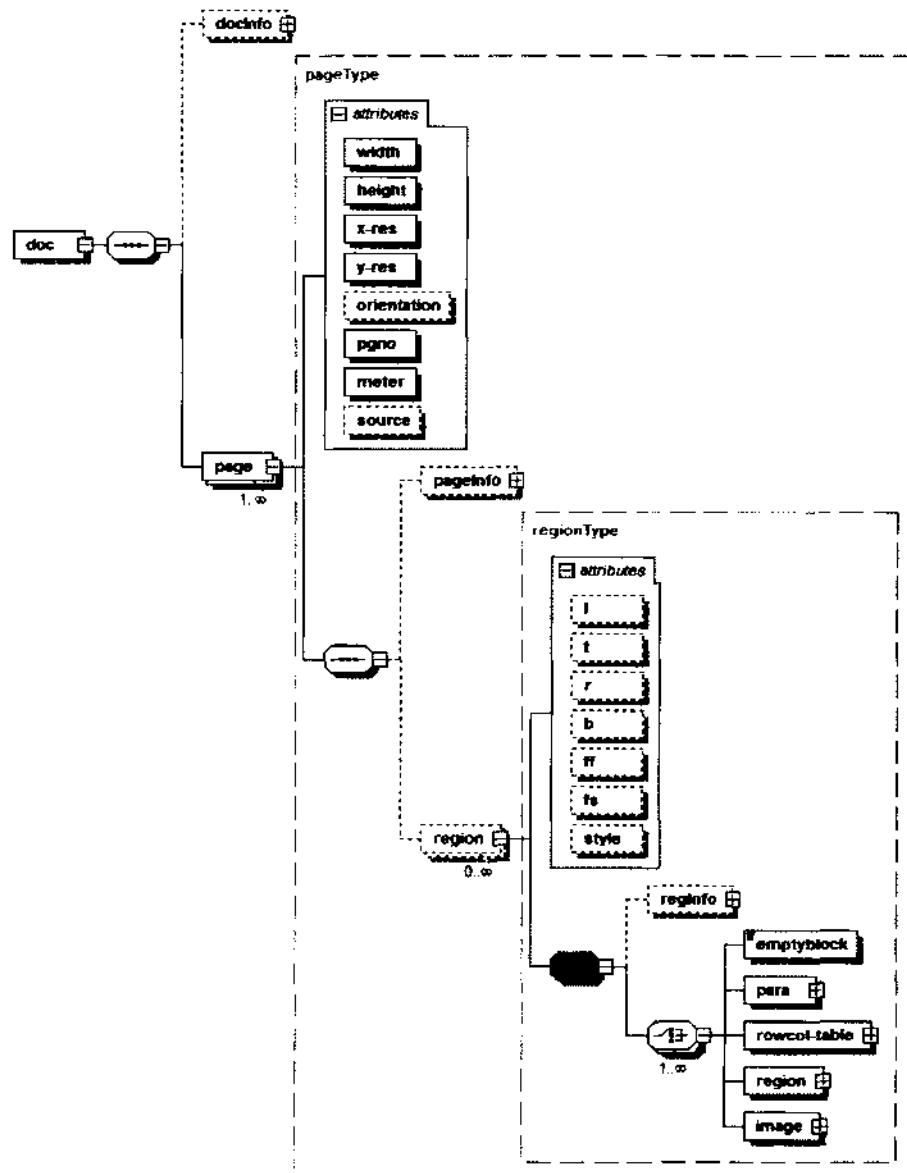 docInfo
pageType
attributes
width
height
x-res
doc
y-res
orientation
pgno
meter
source
page
1..∞
pageInfo
regionType
attributes
l
t
r
b
ff
fs
region
style
0..∞
regInfo
emptyblock
para
rowcol-table
1..∞
region
image